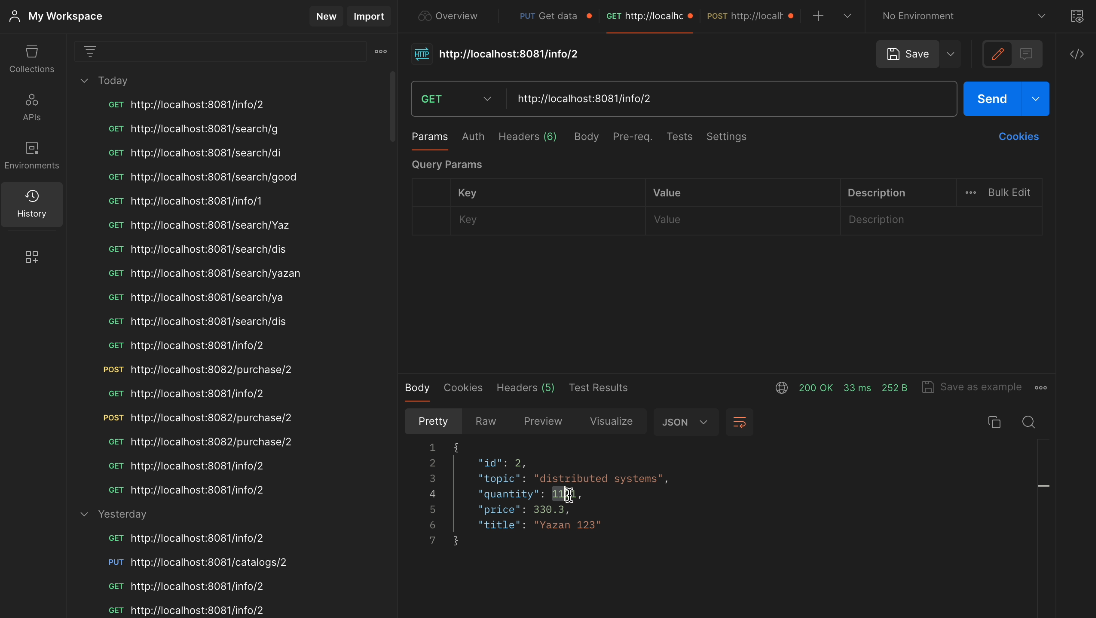 My Workspace
New
Import
Overview
PUT Get data
GET http://localhc
POST http://localh
No Environment
Collections
APIs
Environments
History
Today
GET http://localhost:8081/info/2
GET http://localhost:8081/search/g
GET http://localhost:8081/search/di
GET http://localhost:8081/search/good
GET http://localhost:8081/info/1
GET http://localhost:8081/search/Yaz
GET http://localhost:8081/search/dis
GET http://localhost:8081/search/yazan
GET http://localhost:8081/search/ya
GET http://localhost:8081/search/dis
GET http://localhost:8081/info/2
POST http://localhost:8082/purchase/2
GET http://localhost:8081/info/2
POST http://localhost:8082/purchase/2
GET http://localhost:8082/purchase/2
GET http://localhost:8081/info/2
GET http://localhost:8081/info/2
Yesterday
GET http://localhost:8081/info/2
PUT http://localhost:8081/catalogs/2
GET http://localhost:8081/info/2
GET http://localhost:8081/info/2
HTTP http://localhost:8081/info/2
Save
GET http://localhost:8081/info/2
Send
Params Auth Headers (6) Body Pre-req. Tests Settings
Cookies
Query Params
Key Value Description Bulk Edit
Key Value Description
Body Cookies Headers (5) Test Results
200 OK 33 ms 252 B Save as example
Pretty Raw Preview Visualize JSON
1 {
2 "id": 2,
3 "topic": "distributed systems",
4 "quantity":
5 "price": 330.3,
6 "title": "Yazan 123"
7 }